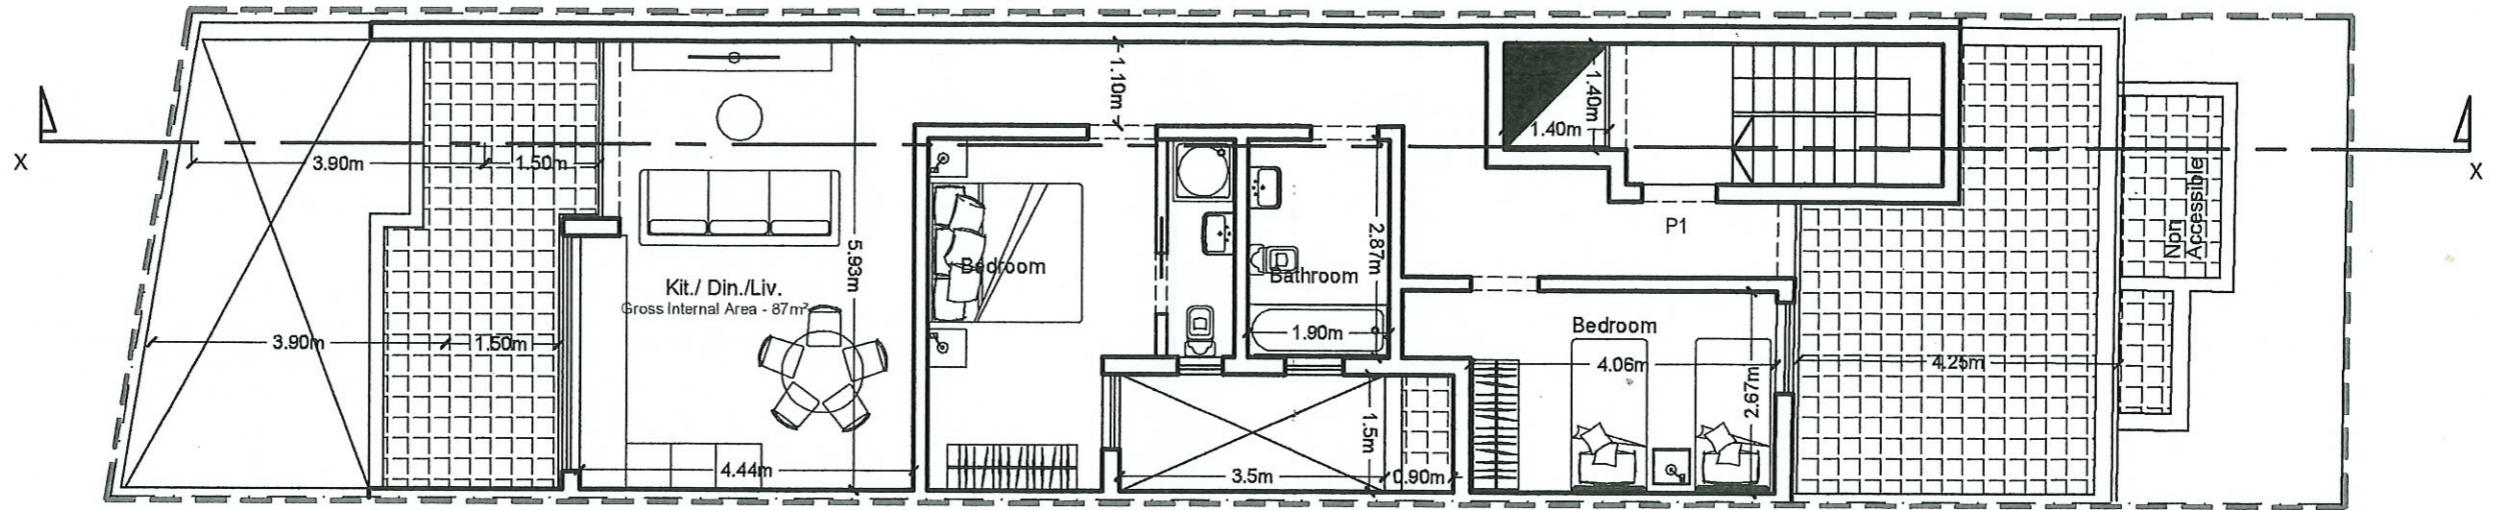 1.10m
1.40m
1.40m
X
3.90m
1.50m
X
Non
Accessible
5.93m
2.87m
P1
Bedroom
Bathroom
Kit./ Din./Liv.
Gross Internal Area - 87m²
3.90m
1.50m
1.90m
Bedroom
4.06m
4.25m
2.67m
1.5m
4.44m
3.5m
0.90m